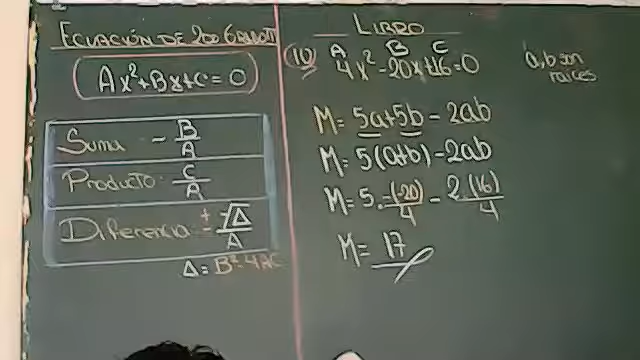 ECUACIÓN DE 2DO GRADO
Ax²+Bx+C=0
Suma -B/A
Producto C/A
Diferencia ±√Δ/A
Δ=B²-4AC
LIBRO
10 A B C
4x²-20x+16=0
a,b son
raíces
M= 5a+5b-2ab
M= 5(a+b)-2ab
M= 5.-(-20)/4 - 2.(16)/4
M= 17